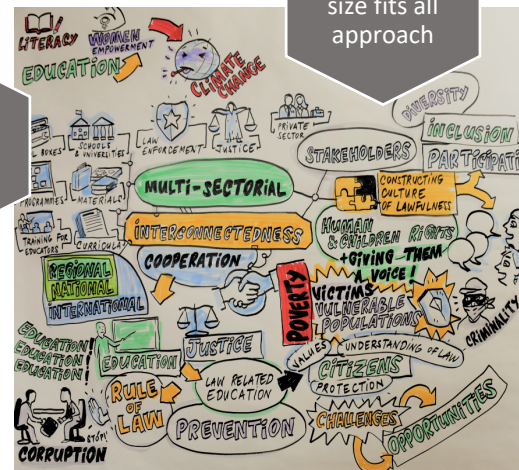 size fits all
approach
LITERACY
WOMEN
EMPOWERMENT
EDUCATION
CLIMATE
CHANGE
DIVERSITY
INCLUSION
STAKEHOLDERS
PRIVATE
SECTOR
LAW
ENFORCEMENT
JUSTICE
BOXES
SCHOOLS
& UNIVERSITIES
MULTI-SECTORIAL
CONSTRUCTING
CULTURE
OF LAWFULNESS
PROGRAMMES
MATERIALS
TRAINING FOR
EDUCATORS
CURRICULA
INTERCONNECTEDNESS
HUMAN
& CHILDREN RIGHTS
+GIVING THEM
A VOICE!
COOPERATION
REGIONAL
NATIONAL
INTERNATIONAL
POVERTY
VICTIMS
VULNERABLE
POPULATIONS
CRIMINALITY
EDUCATION!
EDUCATION!
EDUCATION!
EDUCATION
JUSTICE
VALUES
UNDERSTANDING OF LAW
CITIZENS
PROTECTION
RULE
OF
LAW
LAW RELATED
EDUCATION
PREVENTION
CHALLENGES
OPPORTUNITIES
STOP!
CORRUPTION